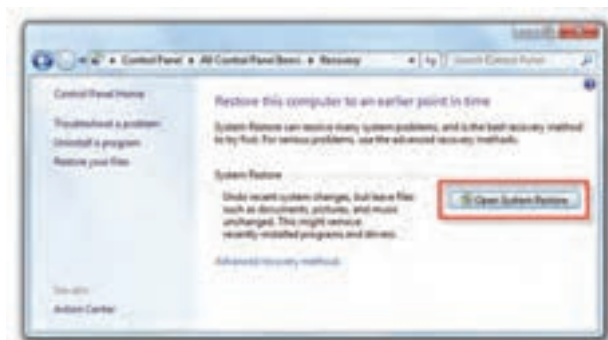 Control Panel ▸ All Control Panel Items ▸ Recovery
Search Control Panel
Control Panel Home
Troubleshoot a problem
Uninstall a program
Restore your files
Restore this computer to an earlier point in time
System Restore can resolve many system problems, and is the best recovery method
to try first. For serious problems, use the advanced recovery methods.
System Restore
Undo recent system changes, but leave files
such as documents, pictures, and music
unchanged. This might remove
recently-installed programs and drivers.
Open System Restore
Advanced recovery methods
See also
Action Center